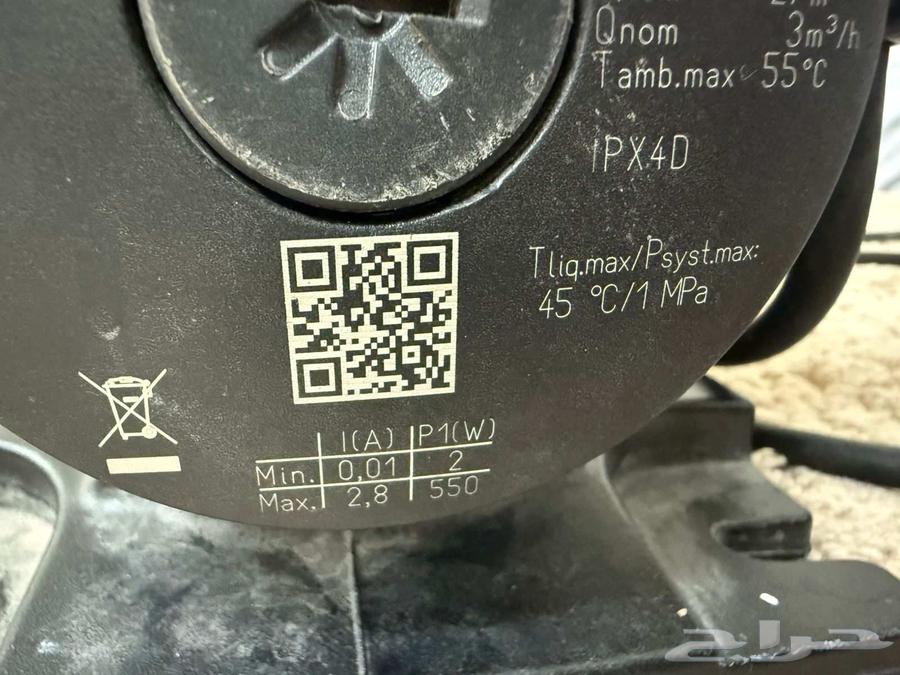 Qnom 3m³/h
Tamb.max 55°C
IPX4D
Tliq.max/Psyst.max:
45 °C/1 MPa
I(A) P1(W)
Min. 0,01 2
Max. 2,8 550
حراج